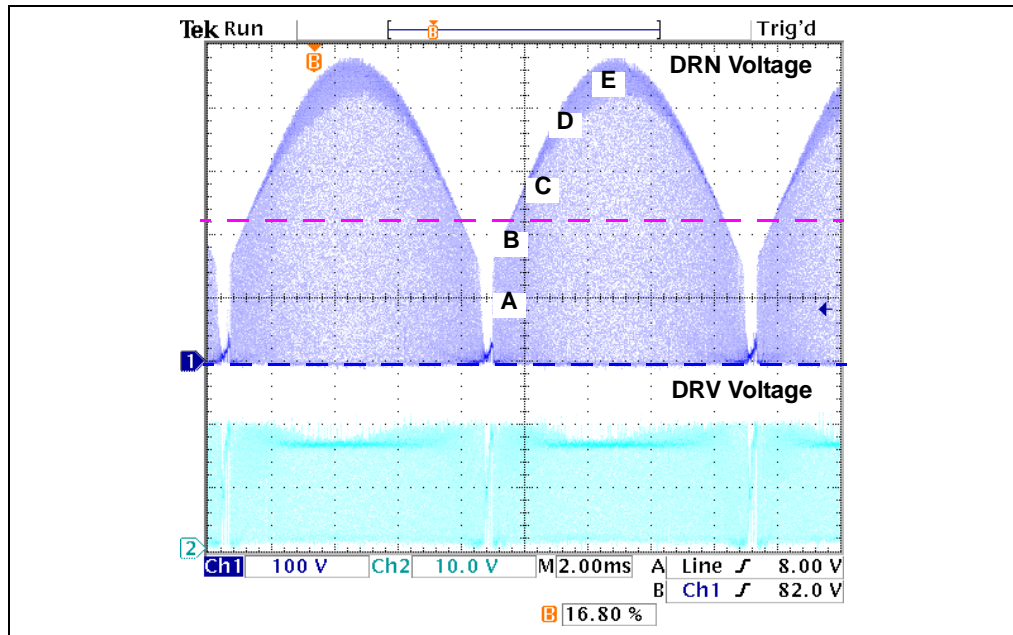 Tek Run Trig'd
B
B DRN Voltage
E
D
C
B
A
1
DRV Voltage
2
Ch1 100 V Ch2 10.0 V M 2.00ms A Line 8.00 V
B Ch1 82.0 V
B 16.80 %